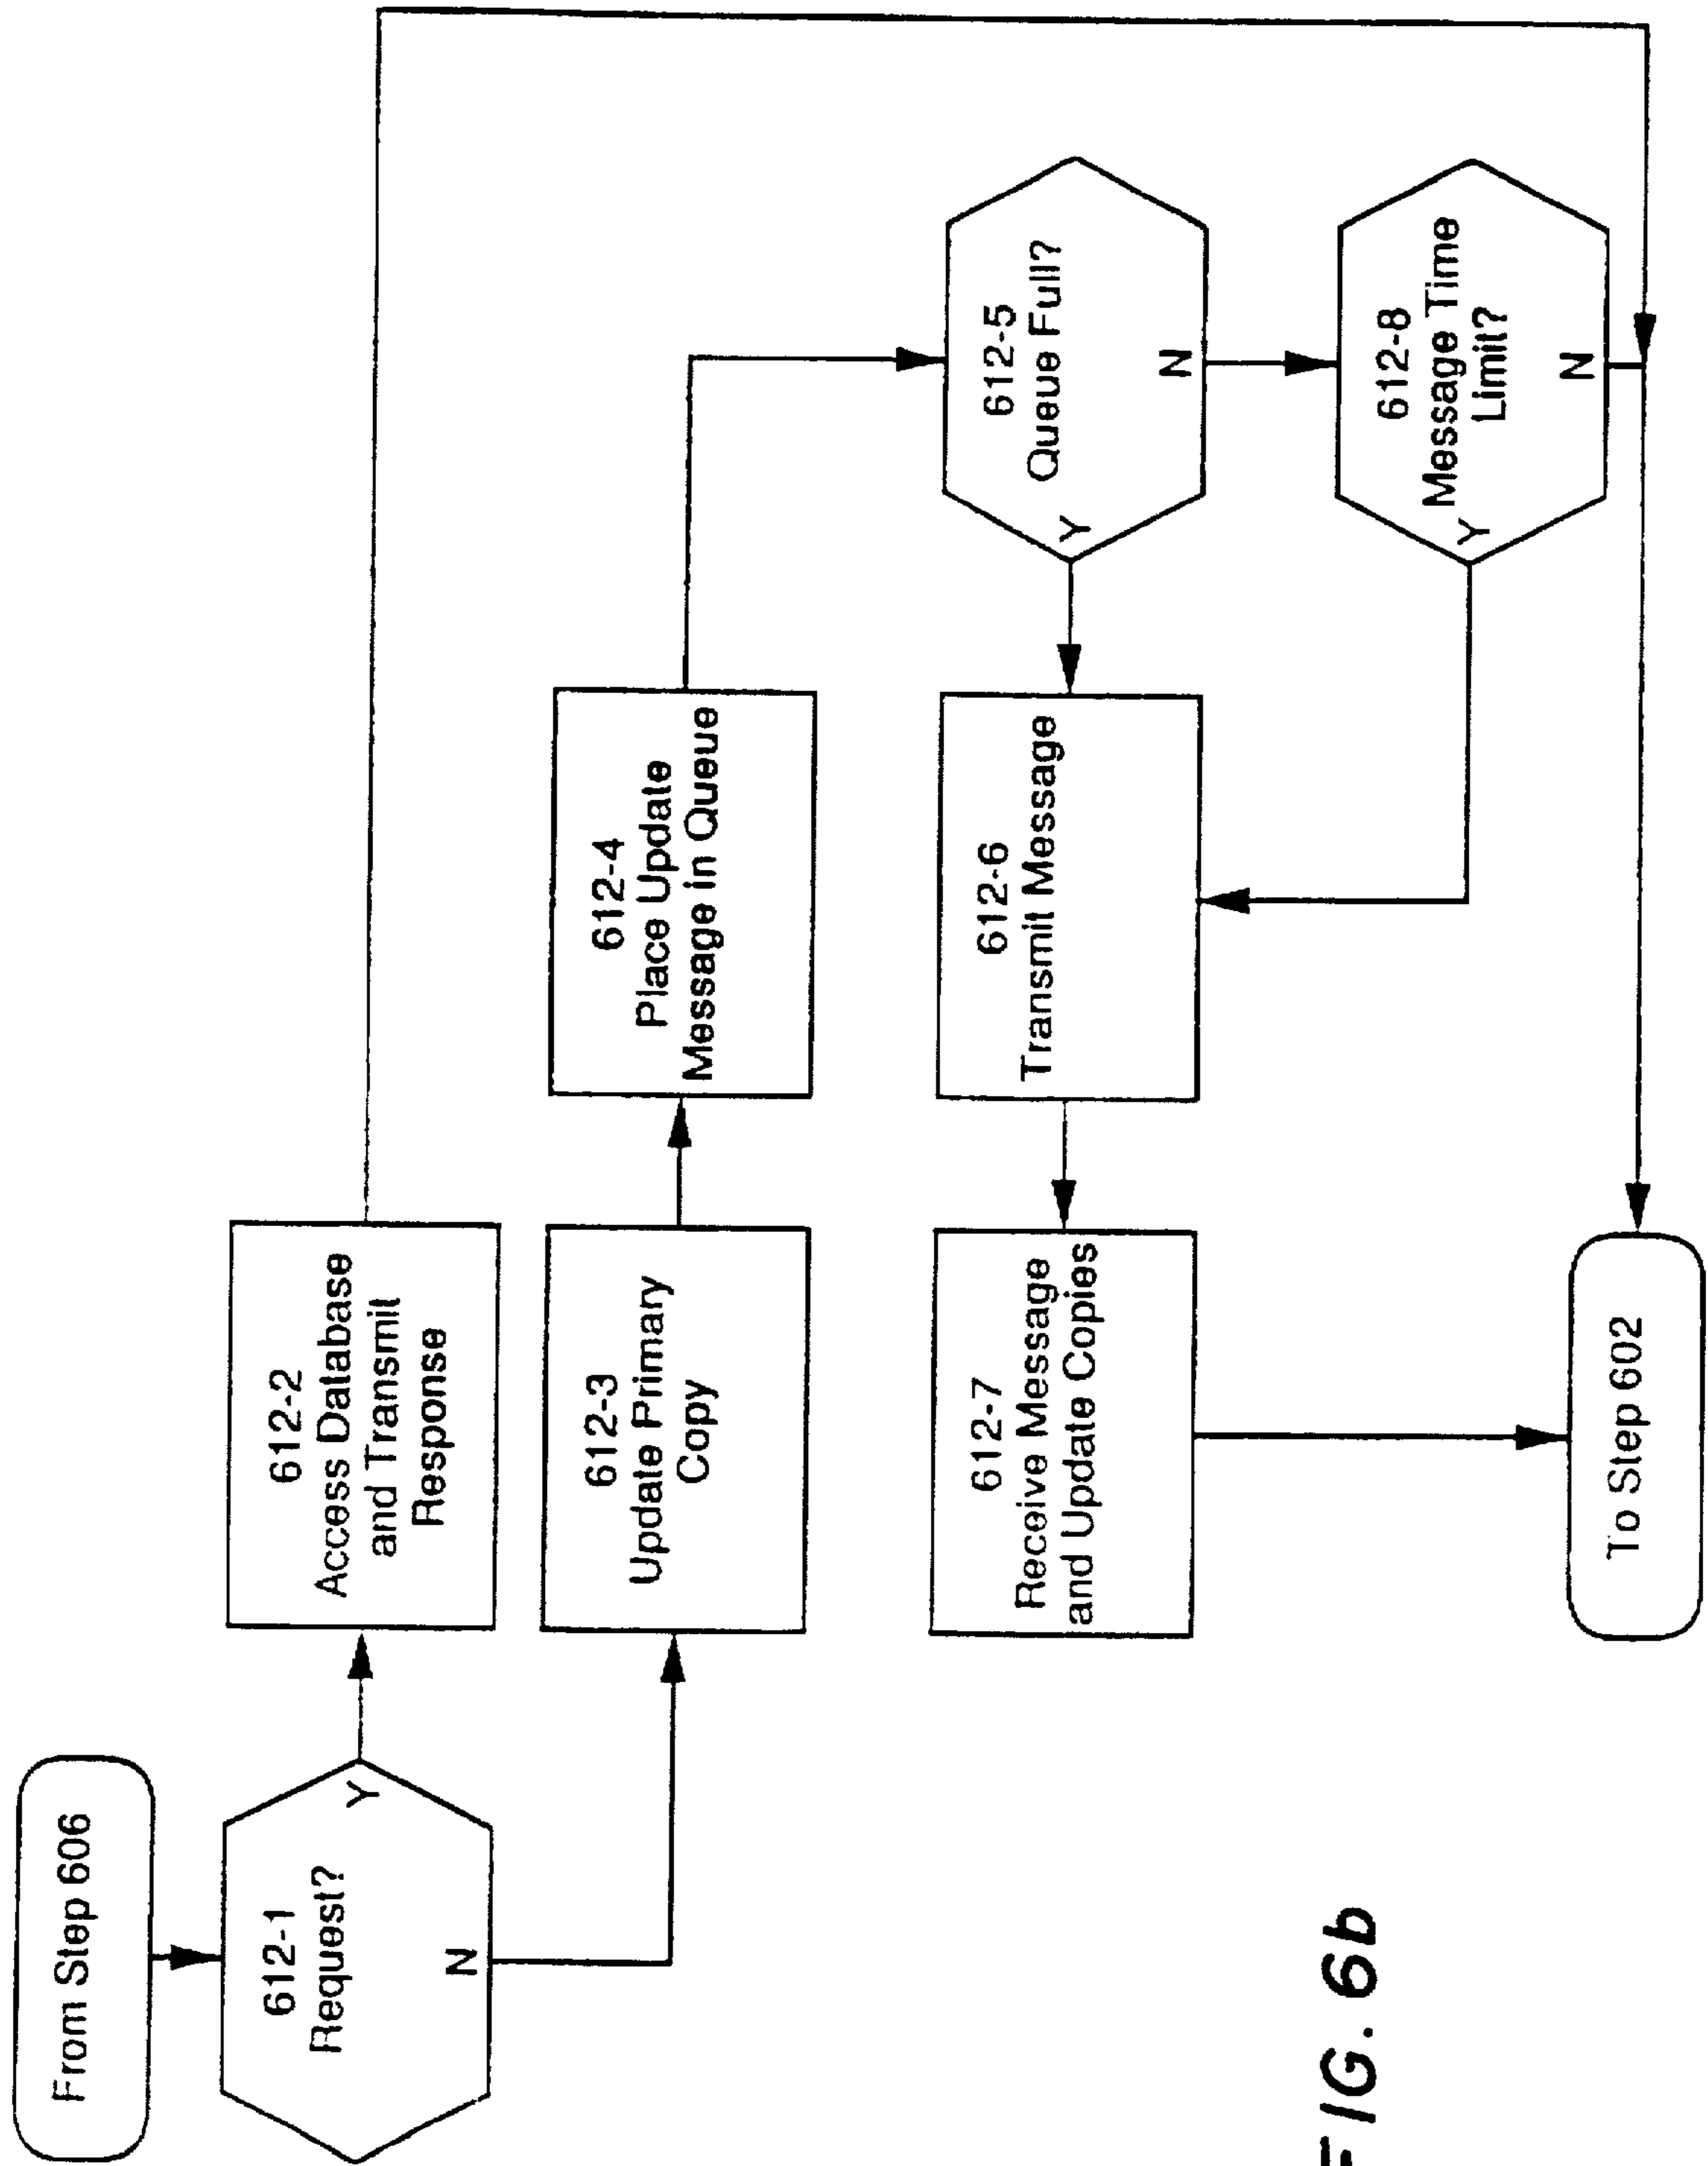 From Step 606
612-1
Request?
Y
N
612-2
Access Database
and Transmit
Response
612-3
Update Primary
Copy
612-4
Place Update
Message in Queue
612-5
Queue Full?
Y
N
612-6
Transmit Message
612-7
Receive Message
and Update Copies
612-8
Message Time
Limit?
Y
N
To Step 602
FIG. 6b